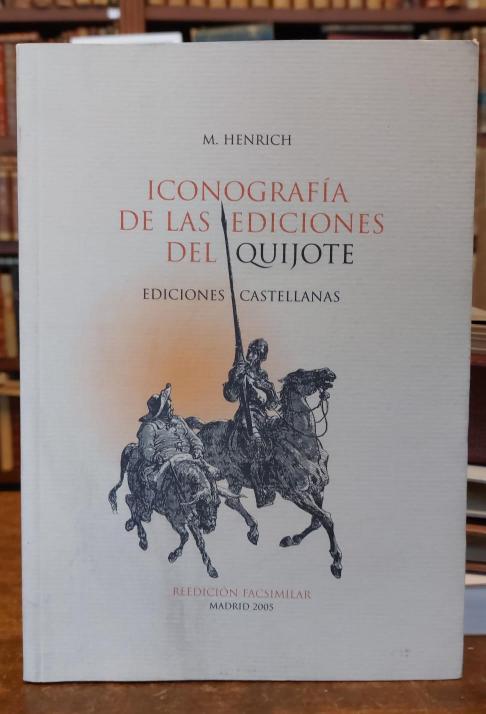 M. HENRICH
ICONOGRAFÍA
DE LAS EDICIONES
DEL QUIJOTE
EDICIONES CASTELLANAS
REEDICIÓN FACSIMILAR
MADRID 2005